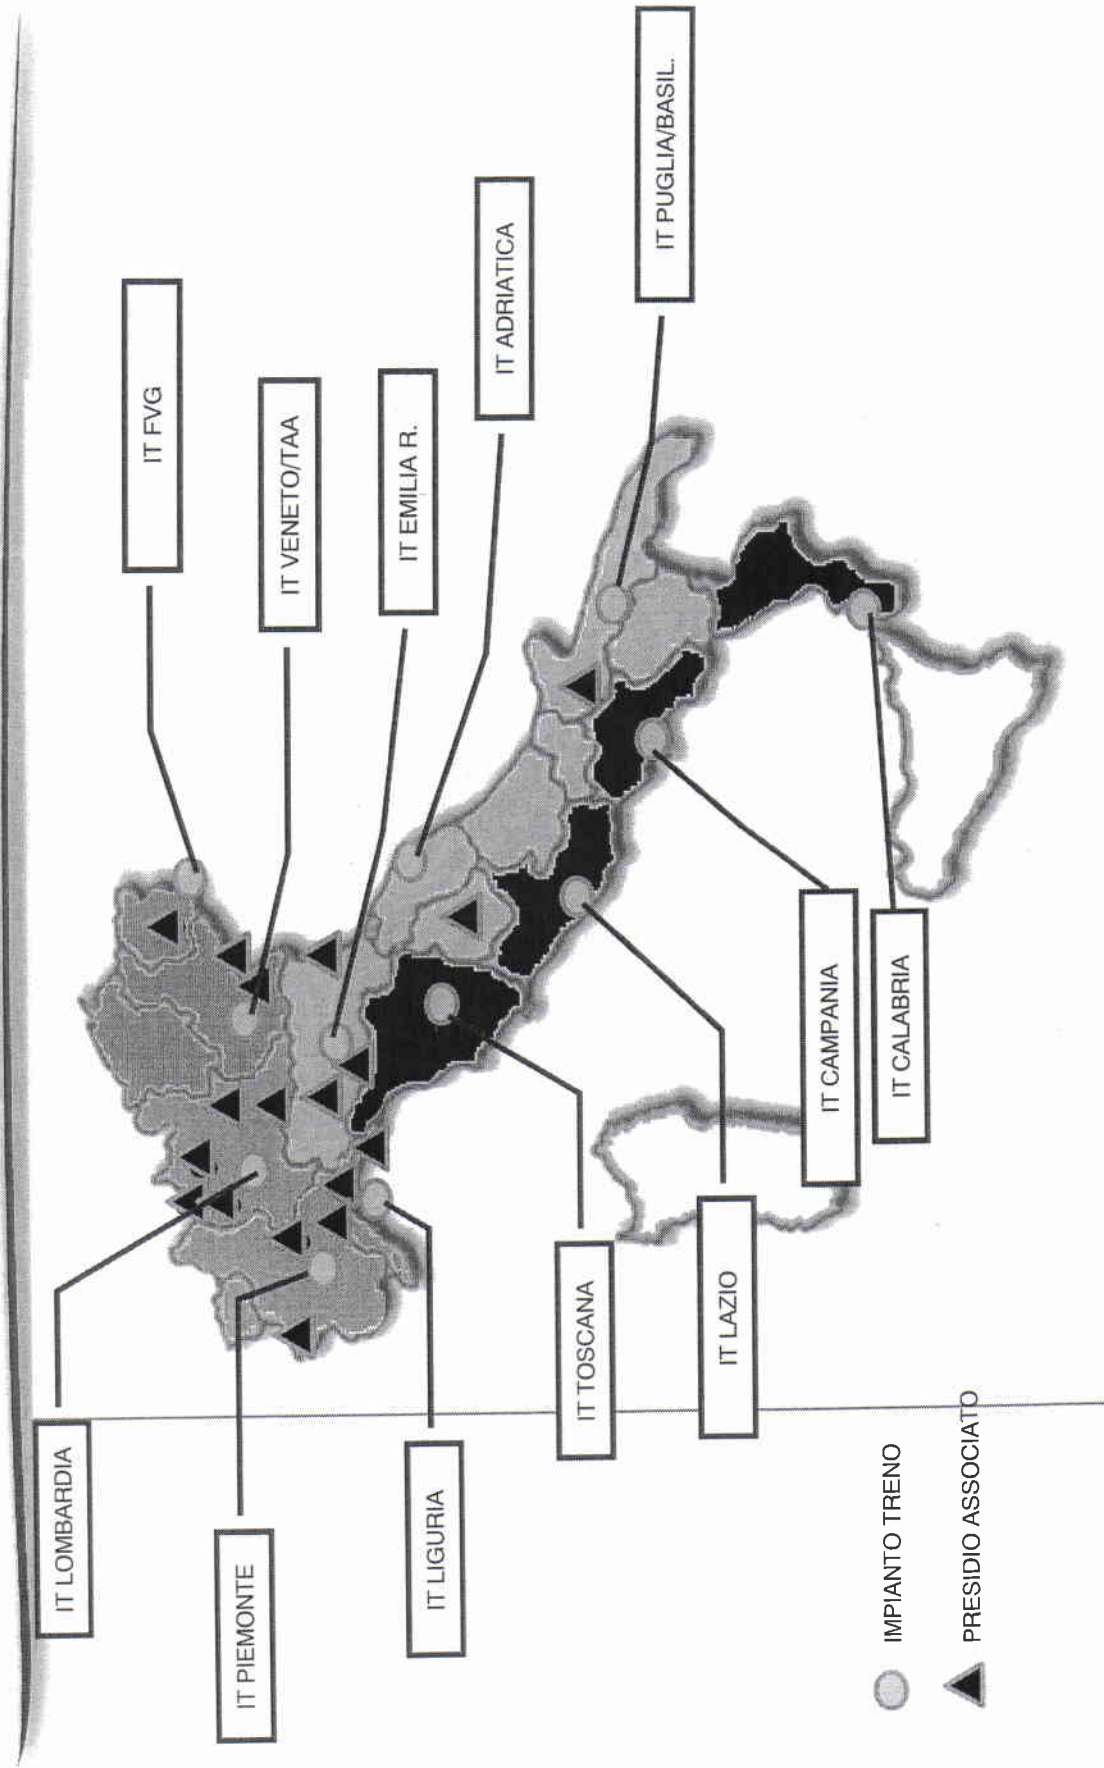 IT LOMBARDIA
IT PIEMONTE
IT LIGURIA
IT TOSCANA
IT LAZIO
IT CAMPANIA
IT CALABRIA
IT FVG
IT VENETO/TAA
IT EMILIA R.
IT ADRIATICA
IT PUGLIA/BASIL.
IMPIANTO TRENO
PRESIDIO ASSOCIATO